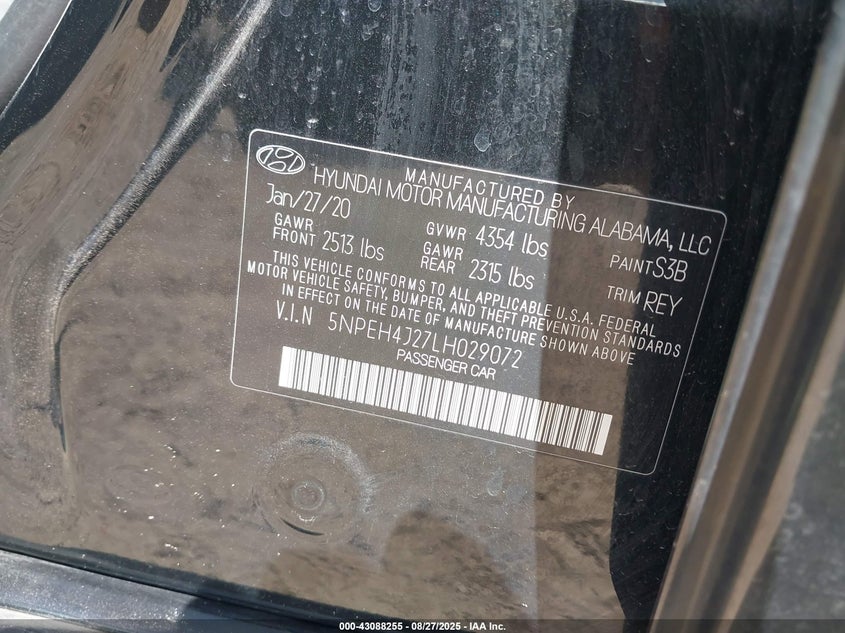 MANUFACTURED BY
HYUNDAI MOTOR MANUFACTURING ALABAMA, LLC
Jan/27/20
GAWR FRONT 2513 lbs
GVWR 4354 lbs
GAWR REAR 2315 lbs
PAINT S3B
TRIM REY
THIS VEHICLE CONFORMS TO ALL APPLICABLE U.S.A. FEDERAL
MOTOR VEHICLE SAFETY, BUMPER, AND THEFT PREVENTION STANDARDS
IN EFFECT ON THE DATE OF MANUFACTURE SHOWN ABOVE
V.I.N 5NPEH4J27LH029072
PASSENGER CAR
000-43088255 - 08/27/2025 - IAA Inc.